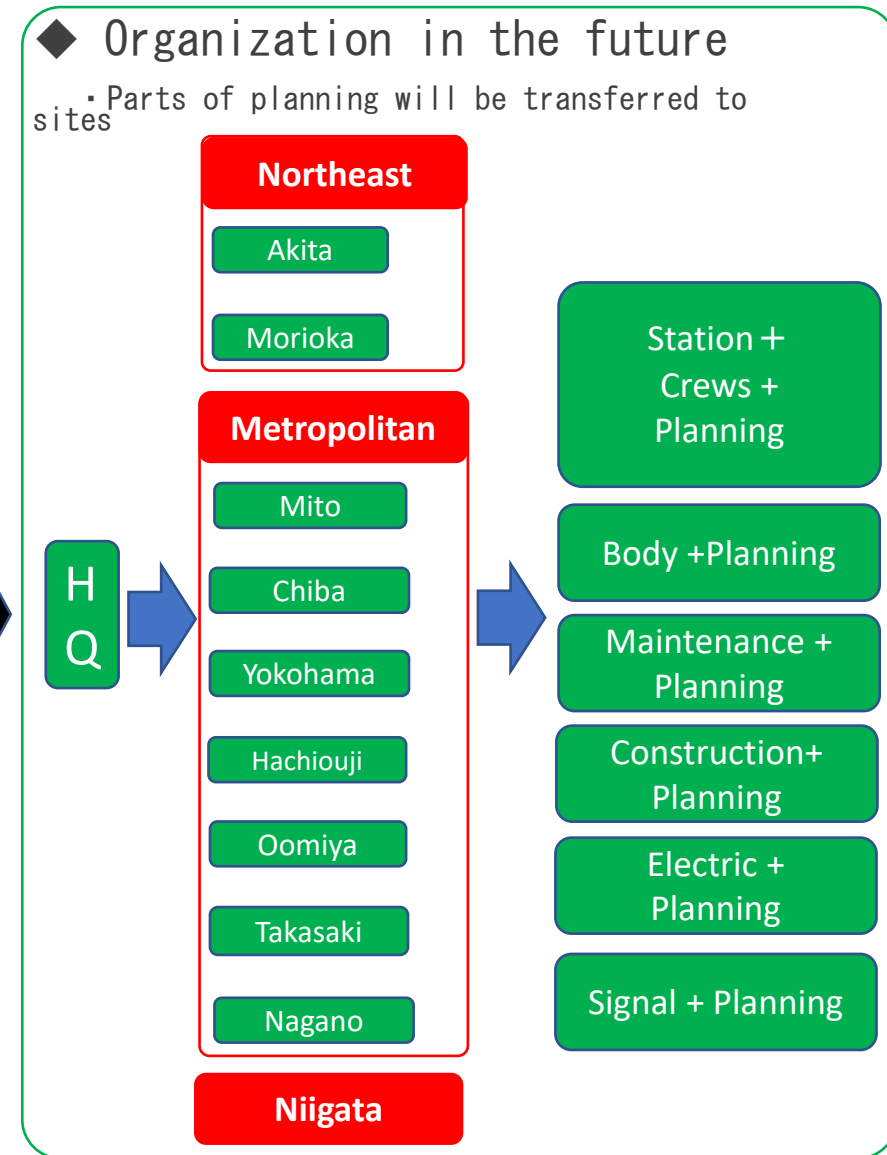 ◆ Organization in the future
・Parts of planning will be transferred to
sites
H
Q
Northeast
Akita
Morioka
Metropolitan
Mito
Chiba
Yokohama
Hachiouji
Oomiya
Takasaki
Nagano
Niigata
Station＋
Crews +
Planning
Body +Planning
Maintenance +
Planning
Construction+
Planning
Electric +
Planning
Signal + Planning